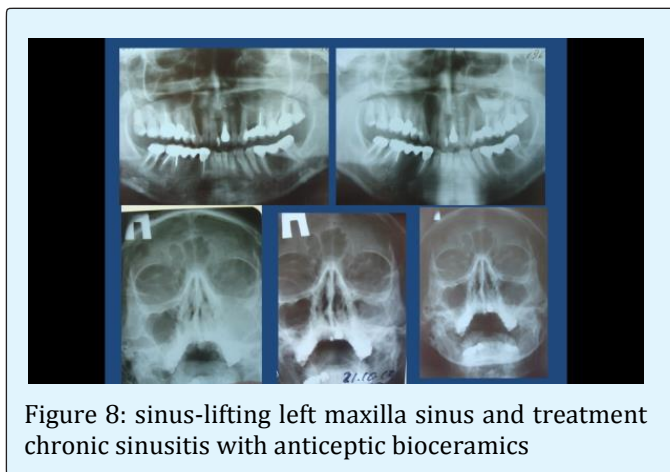 П
П
Figure 8: sinus-lifting left maxilla sinus and treatment
chronic sinusitis with anticeptic bioceramics